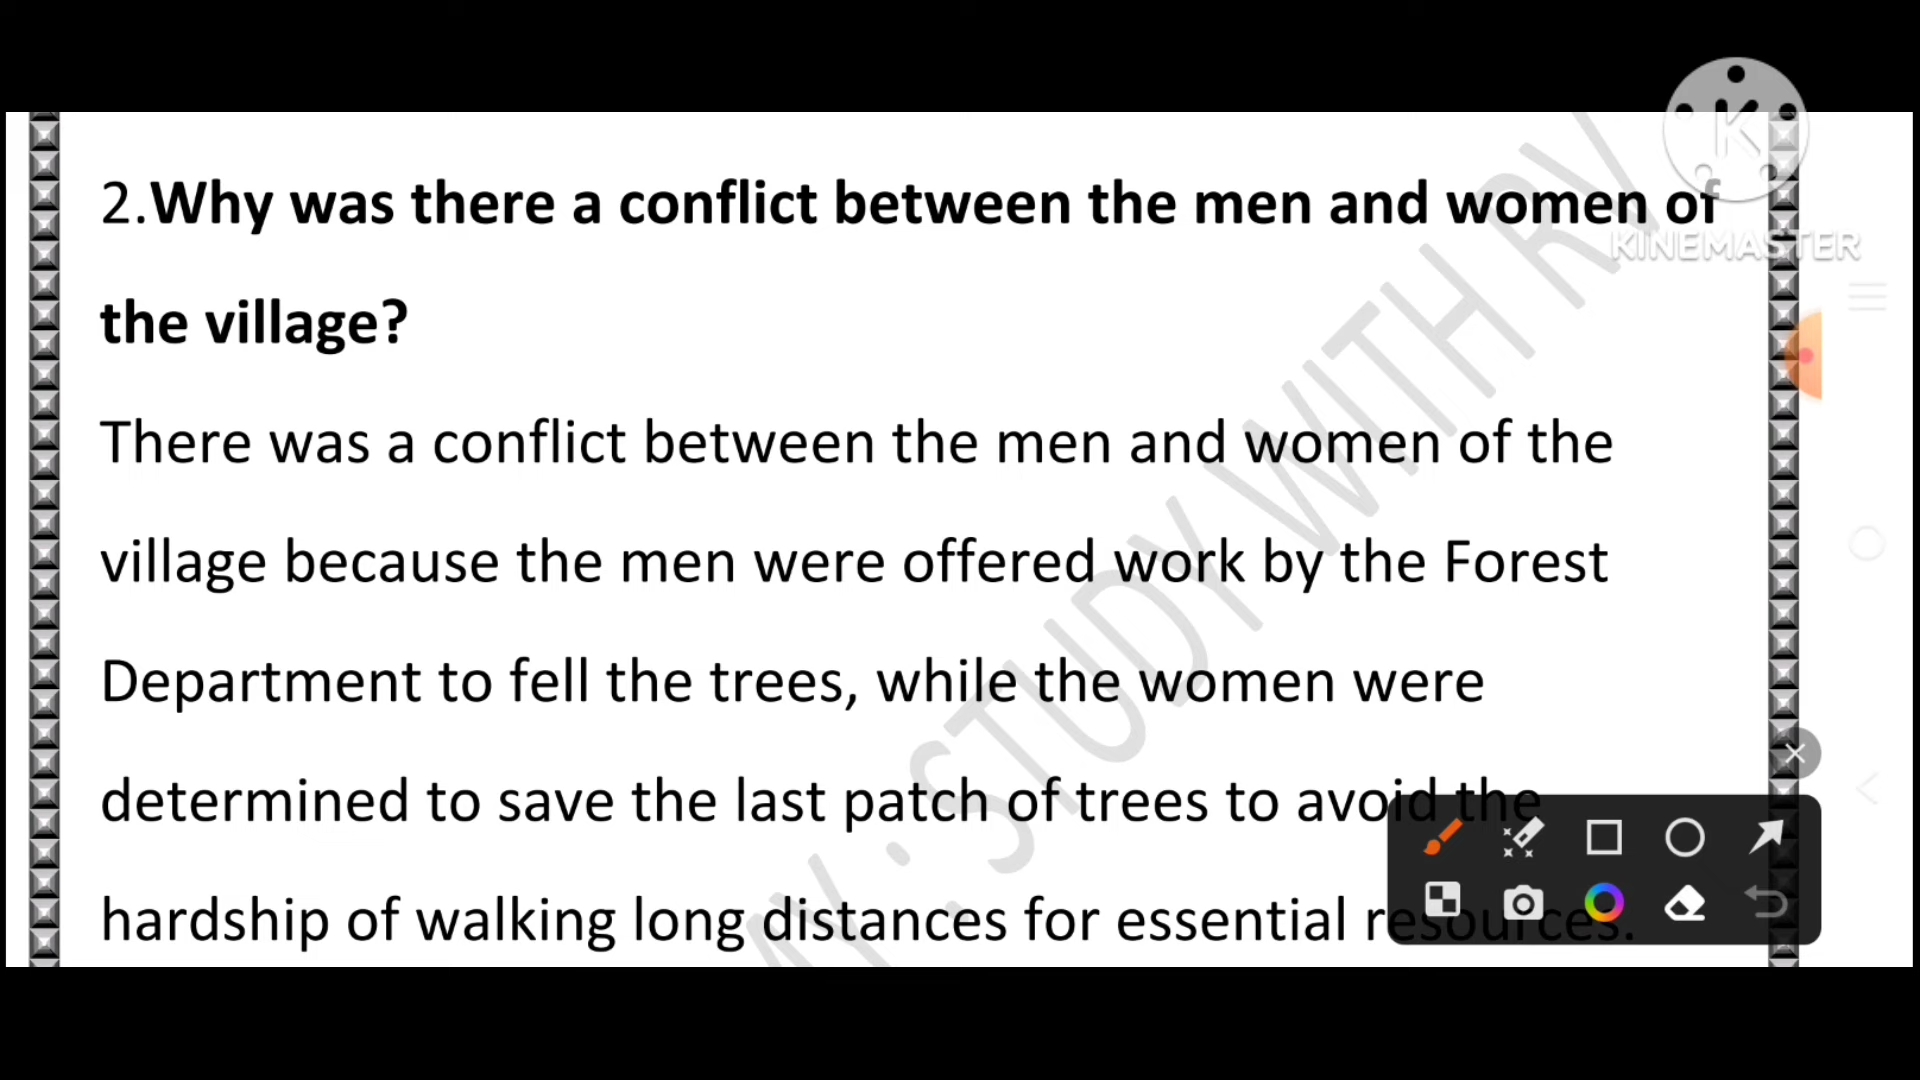 KINEMASTER
2.Why was there a conflict between the men and women of
the village?
There was a conflict between the men and women of the
village because the men were offered work by the Forest
Department to fell the trees, while the women were
determined to save the last patch of trees to avoid the
hardship of walking long distances for essential resources.
STUDY WITH RV